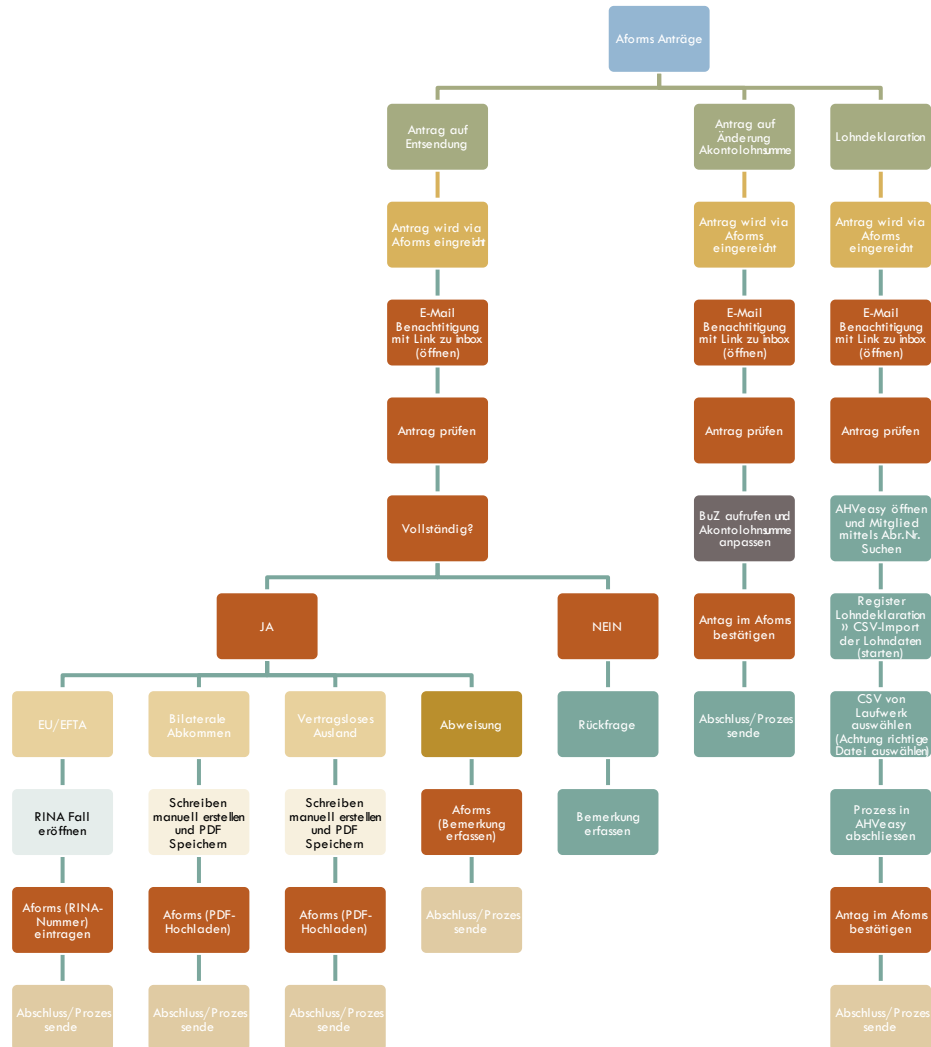 Aforms Anträge
Antrag auf
Entsendung
Antrag auf
Änderung
Akontolohnsumme
Lohndeklaration
Antrag wird via
Aforms eingreicht
Antrag wird via
Aforms
eingereicht
Antrag wird via
Aforms
eingereicht
E-Mail
Benachtitigung
mit Link zu inbox
(öffnen)
E-Mail
Benachtitigung
mit Link zu inbox
(öffnen)
E-Mail
Benachtitigung
mit Link zu inbox
(öffnen)
Antrag prüfen
Antrag prüfen
Antrag prüfen
Vollständig?
BuZ aufrufen und
Akontolohnsumme
anpassen
AHVeasy öffnen
und Mitglied
mittels Abr.Nr.
Suchen
JA
NEIN
Antag im Aforms
bestätigen
Register
Lohndeklaration
» CSV-Import
der Lohndaten
(starten)
EU/EFTA
Bilaterale
Abkommen
Vertragsloses
Ausland
Abweisung
Rückfrage
Abschluss/Prozes
sende
CSV von
Laufwerk
auswählen
(Achtung richtige
Datei auswählen)
RINA Fall
eröffnen
Schreiben
manuell erstellen
und PDF
Speichern
Schreiben
manuell erstellen
und PDF
Speichern
Aforms
(Bemerkung
erfassen)
Bemerkung
erfassen
Prozess in
AHVeasy
abschliessen
Aforms (RINA-
Nummer)
eintragen
Aforms (PDF-
Hochladen)
Aforms (PDF-
Hochladen)
Abschluss/Prozes
sende
Antag im Aforms
bestätigen
Abschluss/Prozes
sende
Abschluss/Prozes
sende
Abschluss/Prozes
sende
Abschluss/Prozes
sende